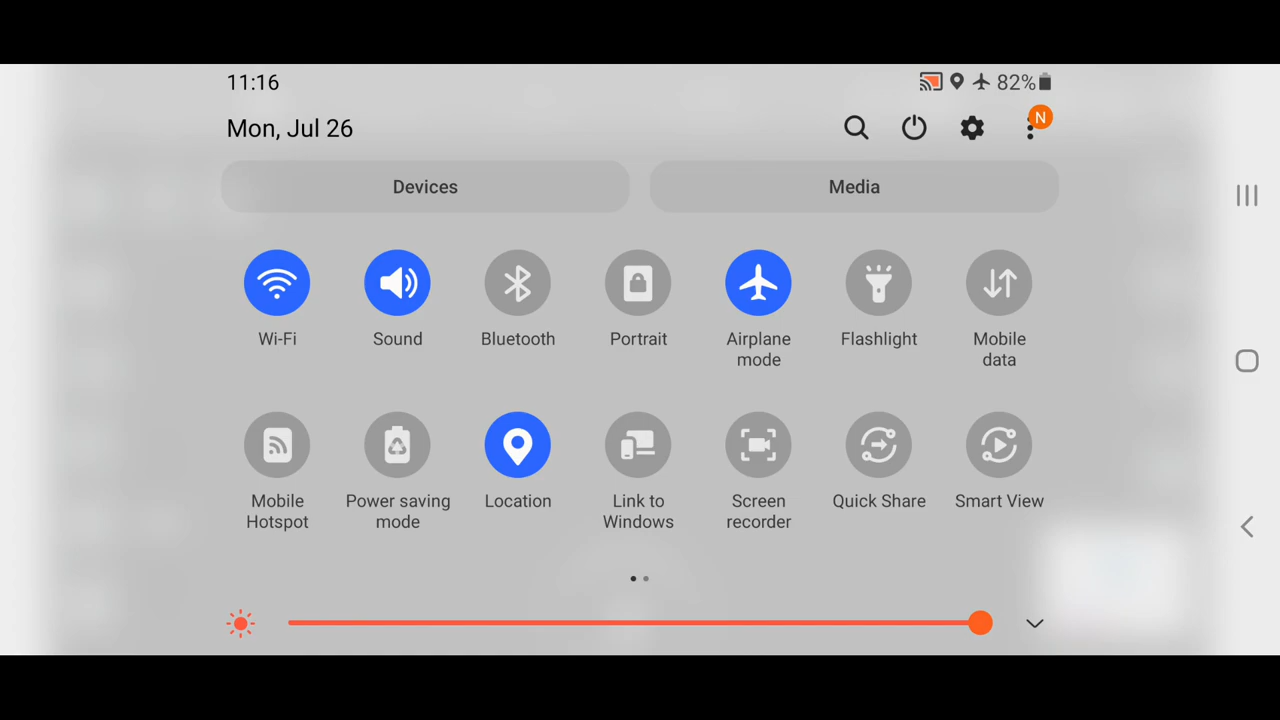 11:16
82%
Mon, Jul 26
N
Devices
Media
Wi-Fi
Sound
Bluetooth
Portrait
Airplane
mode
Flashlight
Mobile
data
Mobile
Hotspot
Power saving
mode
Location
Link to
Windows
Screen
recorder
Quick Share
Smart View